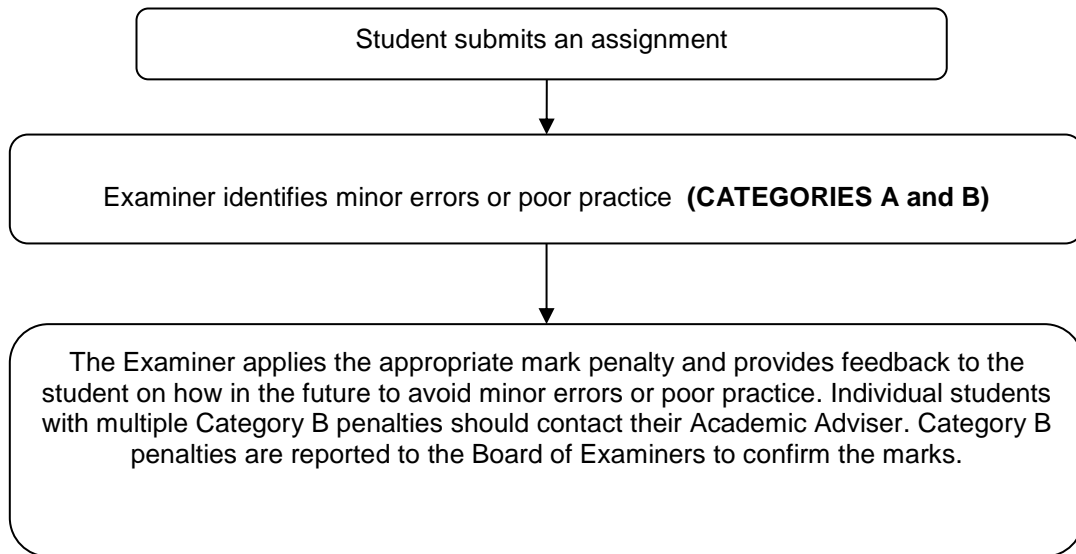 Student submits an assignment
Examiner identifies minor errors or poor practice (CATEGORIES A and B)
The Examiner applies the appropriate mark penalty and provides feedback to the
student on how in the future to avoid minor errors or poor practice. Individual students
with multiple Category B penalties should contact their Academic Adviser. Category B
penalties are reported to the Board of Examiners to confirm the marks.